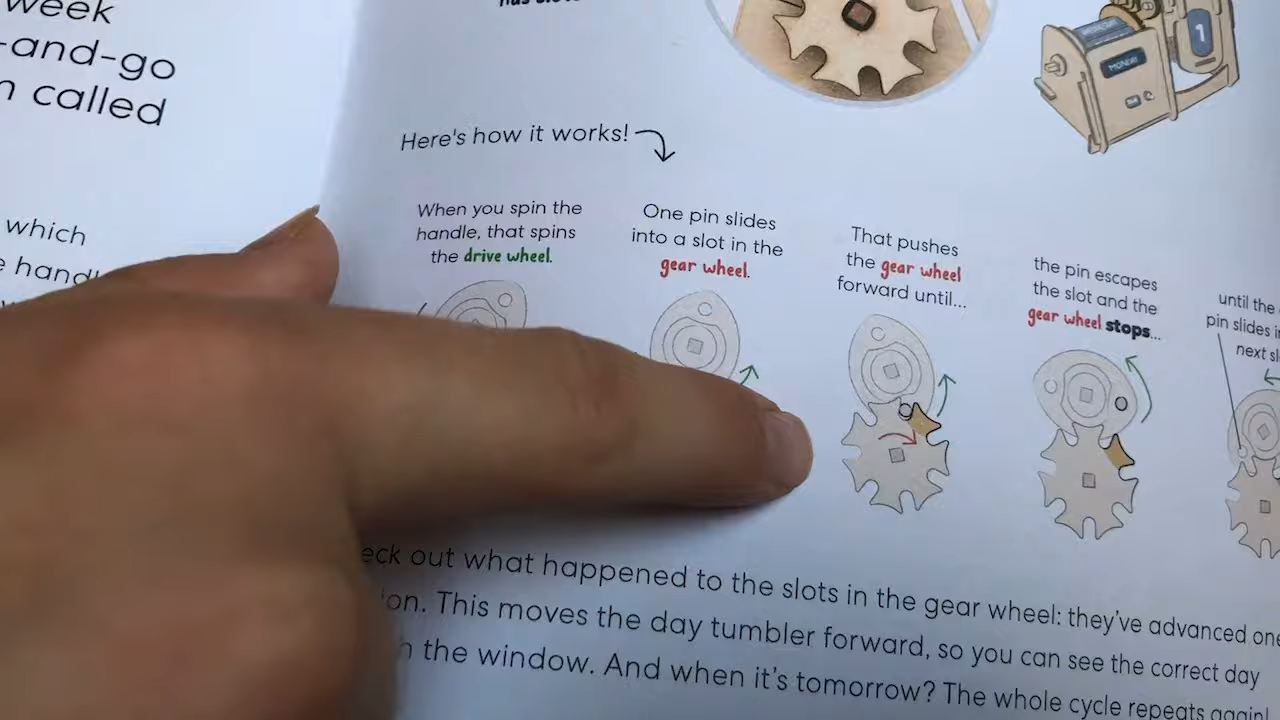 week
-and-go
called
which
Here's how it works!
When you spin the
handle, that spins
the drive wheel.
One pin slides
into a slot in the
gear wheel.
That pushes
the gear wheel
forward until...
the pin escapes
the slot and the
gear wheel stops...
until the
pin slides
next
MONDAY
1
out what happened to the slots in the gear wheel: they've advanced one
This moves the day tumbler forward, so you can see the correct day
the window. And when it's tomorrow? The whole cycle repeats again!